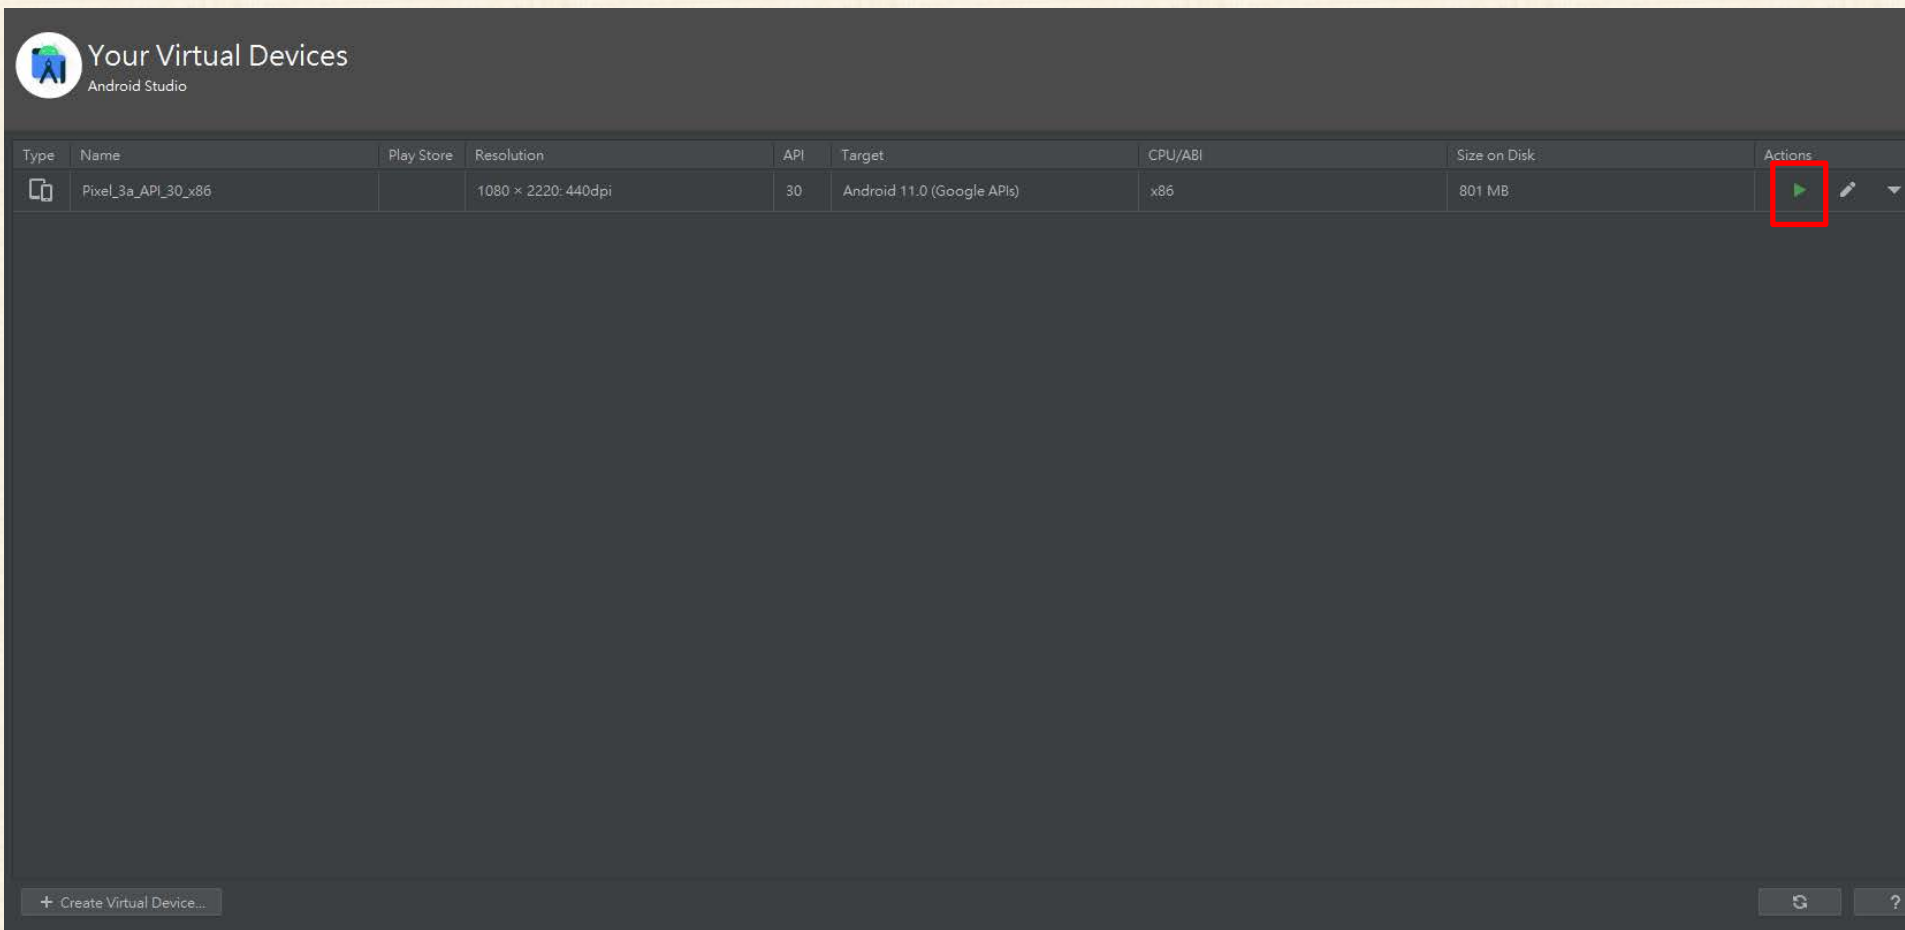 Your Virtual Devices
Android Studio
Type Name Play Store Resolution API Target CPU/ABI Size on Disk Actions
Pixel_3a_API_30_x86 1080 × 2220: 440dpi 30 Android 11.0 (Google APIs) x86 801 MB
+ Create Virtual Device... ?